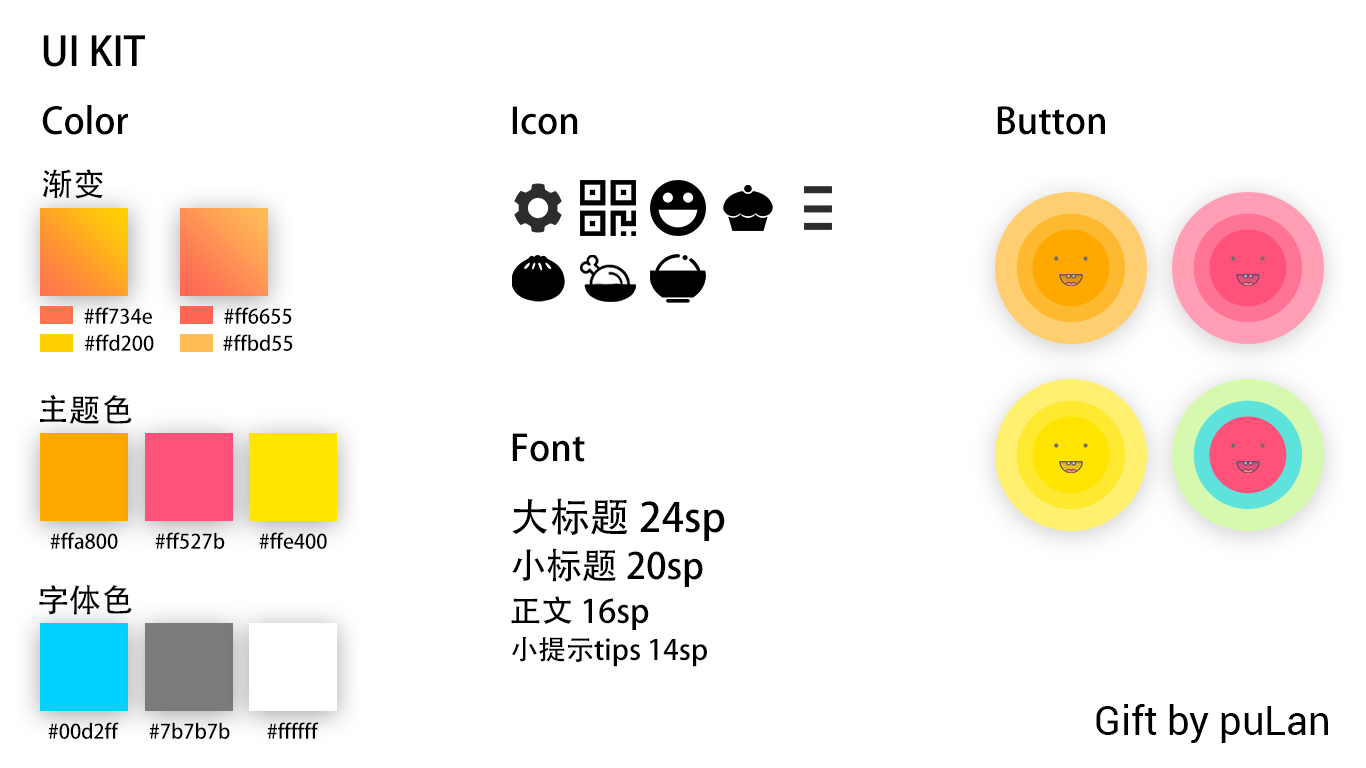 UI KIT
Color
渐变
#ff734e
#ffd200
#ff6655
#ffbd55
主题色
#ffa800
#ff527b
#ffe400
字体色
#00d2ff
#7b7b7b
#ffffff
Icon
Font
大标题 24sp
小标题 20sp
正文 16sp
小提示tips 14sp
Button
Gift by puLan